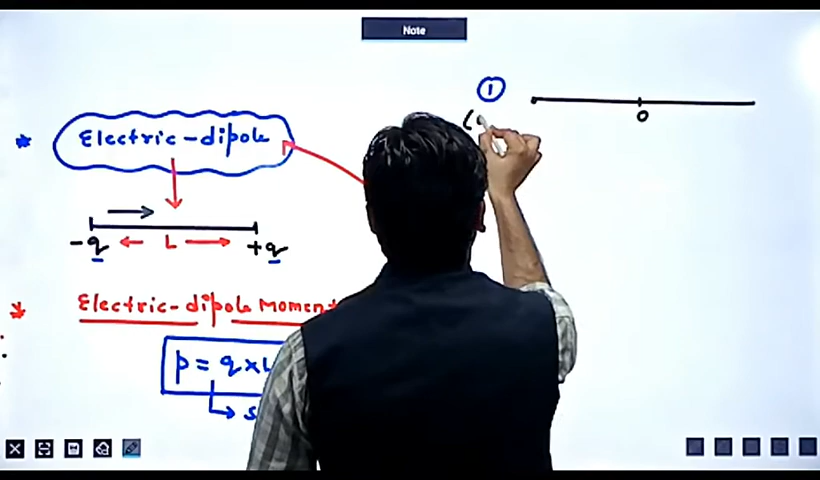 Note
①
(
0
* Electric-dipole
-q ← L → +q
* Electric-dipole Moment
p = q×L